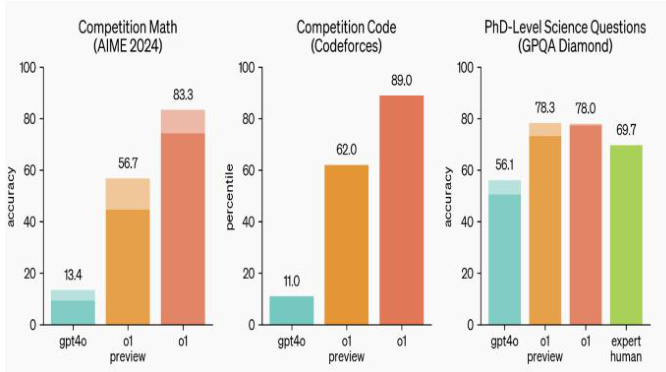 Competition Math
(AIME 2024)
100
80
60
40
20
0
accuracy
13.4
56.7
83.3
gpt4o
o1
preview
o1
Competition Code
(Codeforces)
100
80
60
40
20
0
percentile
11.0
62.0
89.0
gpt4o
o1
preview
o1
PhD-Level Science Questions
(GPQA Diamond)
100
80
60
40
20
0
accuracy
56.1
78.3
78.0
69.7
gpt4o
o1
preview
o1
expert
human